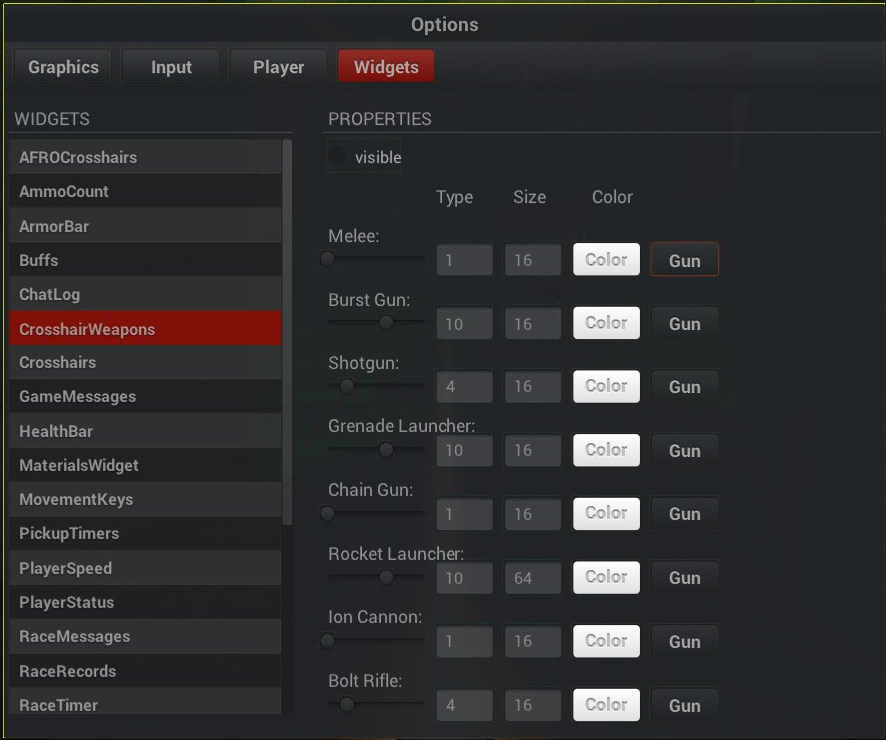 Options
Graphics Input Player Widgets
WIDGETS
AFROCrosshairs
AmmoCount
ArmorBar
Buffs
ChatLog
CrosshairWeapons
Crosshairs
GameMessages
HealthBar
MaterialsWidget
MovementKeys
PickupTimers
PlayerSpeed
PlayerStatus
RaceMessages
RaceRecords
RaceTimer
PROPERTIES
visible
Type Size Color
Melee:
1 16 Color Gun
Burst Gun:
10 16 Color Gun
Shotgun:
4 16 Color Gun
Grenade Launcher:
10 16 Color Gun
Chain Gun:
1 16 Color Gun
Rocket Launcher:
10 64 Color Gun
Ion Cannon:
1 16 Color Gun
Bolt Rifle:
4 16 Color Gun